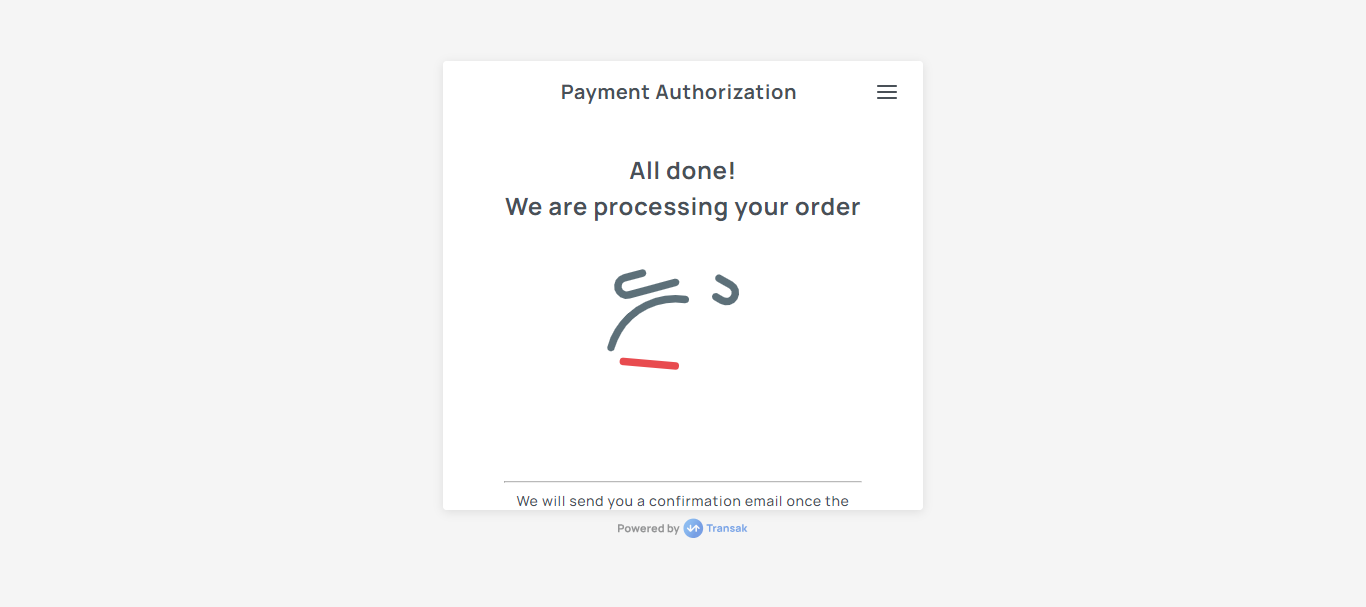 Payment Authorization
All done!
We are processing your order
We will send you a confirmation email once the
Powered by Transak